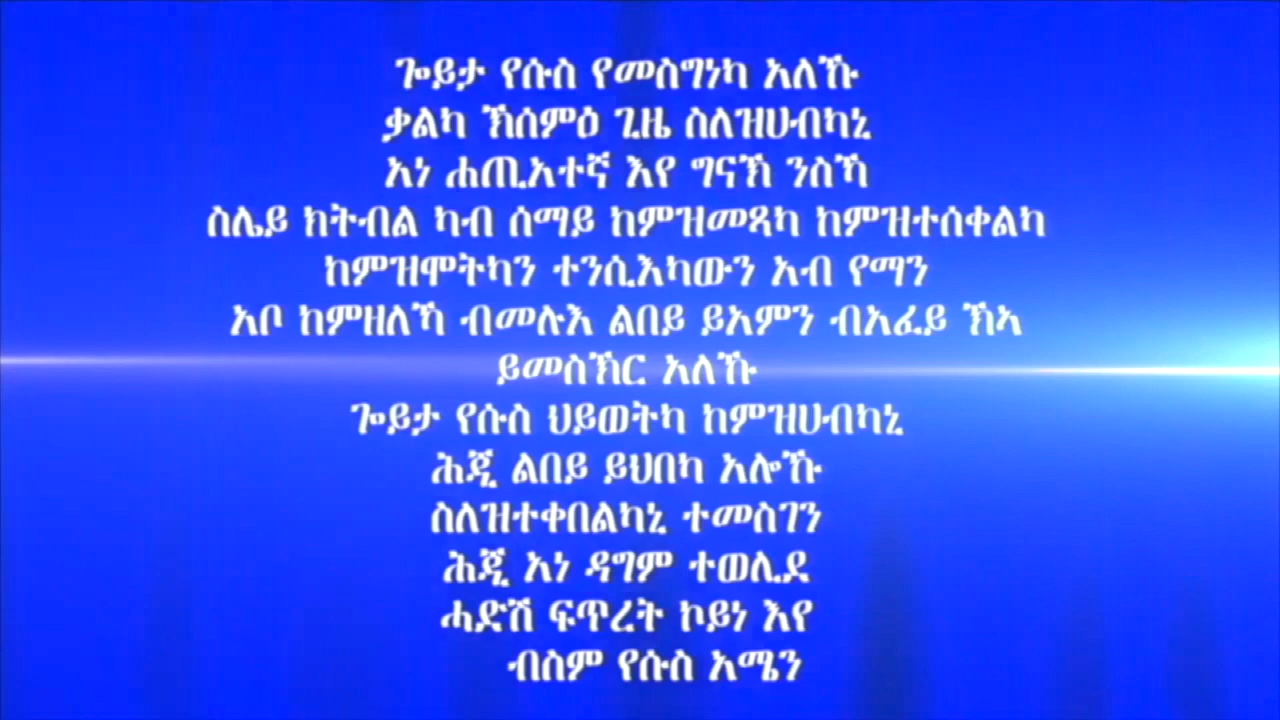 ጐይታ የሱስ የመስግነካ አለኹ
ቃልካ ኽሰምዕ ጊዜ ስለዝሀብካኒ
አነ ሐጢአተኛ እየ ግናኽ ንስኻ
ስሌይ ክትብል ካብ ሰማይ ከምዝመጻካ ከምዝተሰቀልካ
ከምዝሞትካን ተንሲእካውን አብ የማን
አቦ ከምዘለኻ ብመሉእ ልበይ ይአምን ብአፈይ ኽኣ
ይመስኽር አለኹ
ጐይታ የሱስ ህይወትካ ከምዝሀብካኒ
ሕጂ ልበይ ይህበካ አሎኹ
ስለዝተቀበልካኒ ተመስገን
ሕጂ አነ ዳግም ተወሊደ
ሓድሽ ፍጥረት ኮይነ እየ
ብስም የሱስ አሜን